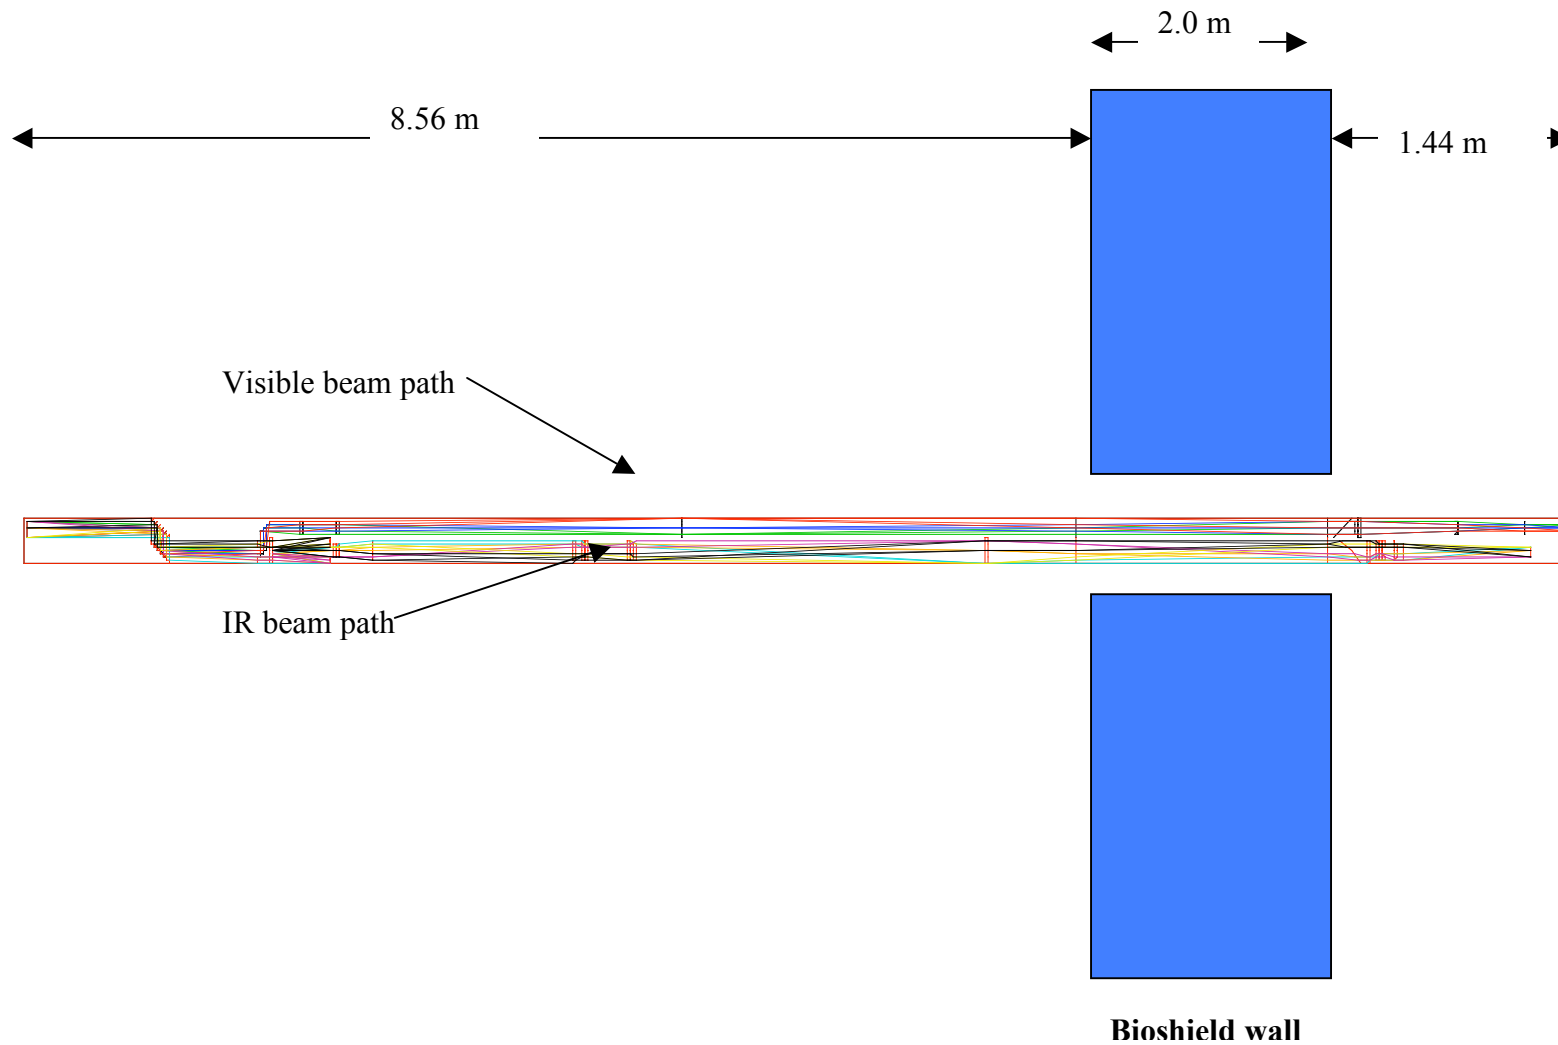 2.0 m
8.56 m
1.44 m
Visible beam path
IR beam path
Bioshield wall